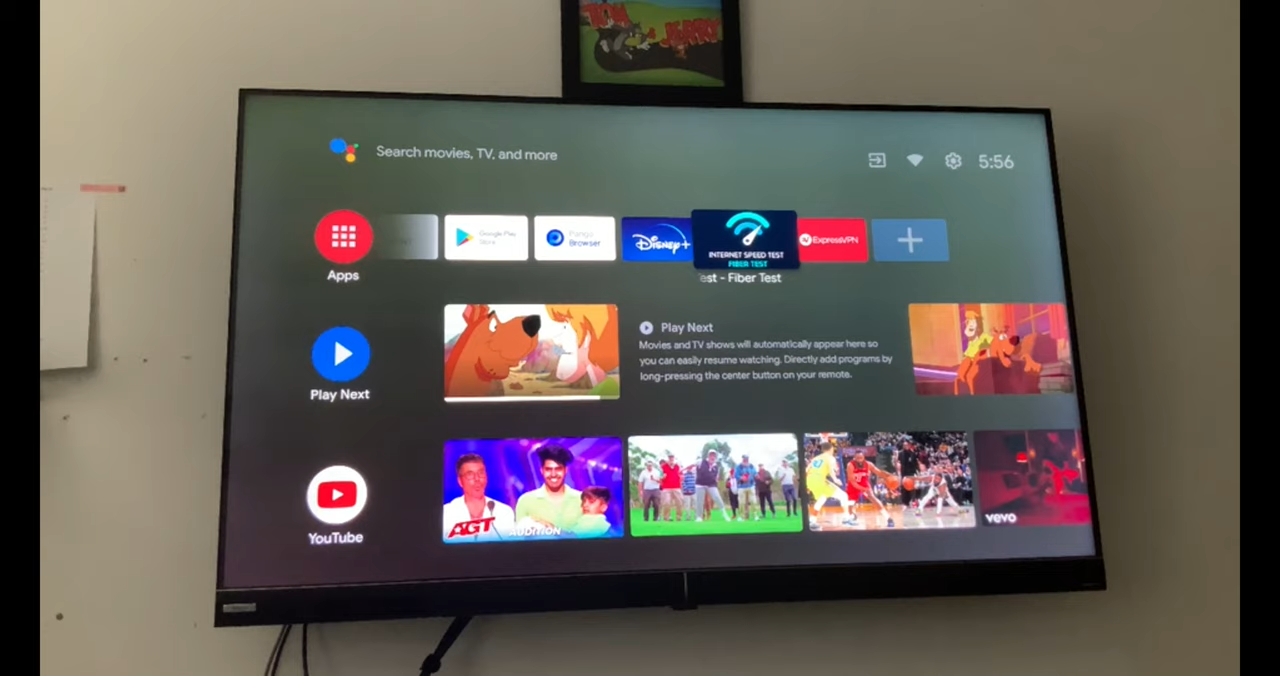 TOM
JERRY
Search movies, TV, and more
5:56
Google Play
Store
Browser
Disney+
INTERNET SPEED TEST
FIBER TEST
ExpressVPN
Apps
est - Fiber Test
Play Next
Movies and TV shows will automatically appear here so
you can easily resume watching. Directly add programs by
long-pressing the center button on your remote.
Play Next
AGT AUDITION
vevo
YouTube